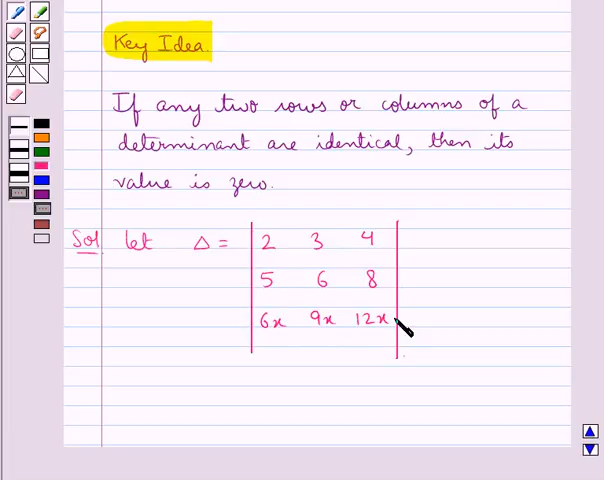 Key Idea.
If any two rows or columns of a
determinant are identical, then its
value is zero.
Sol let Δ = 2 3 4
5 6 8
6x 9x 12x